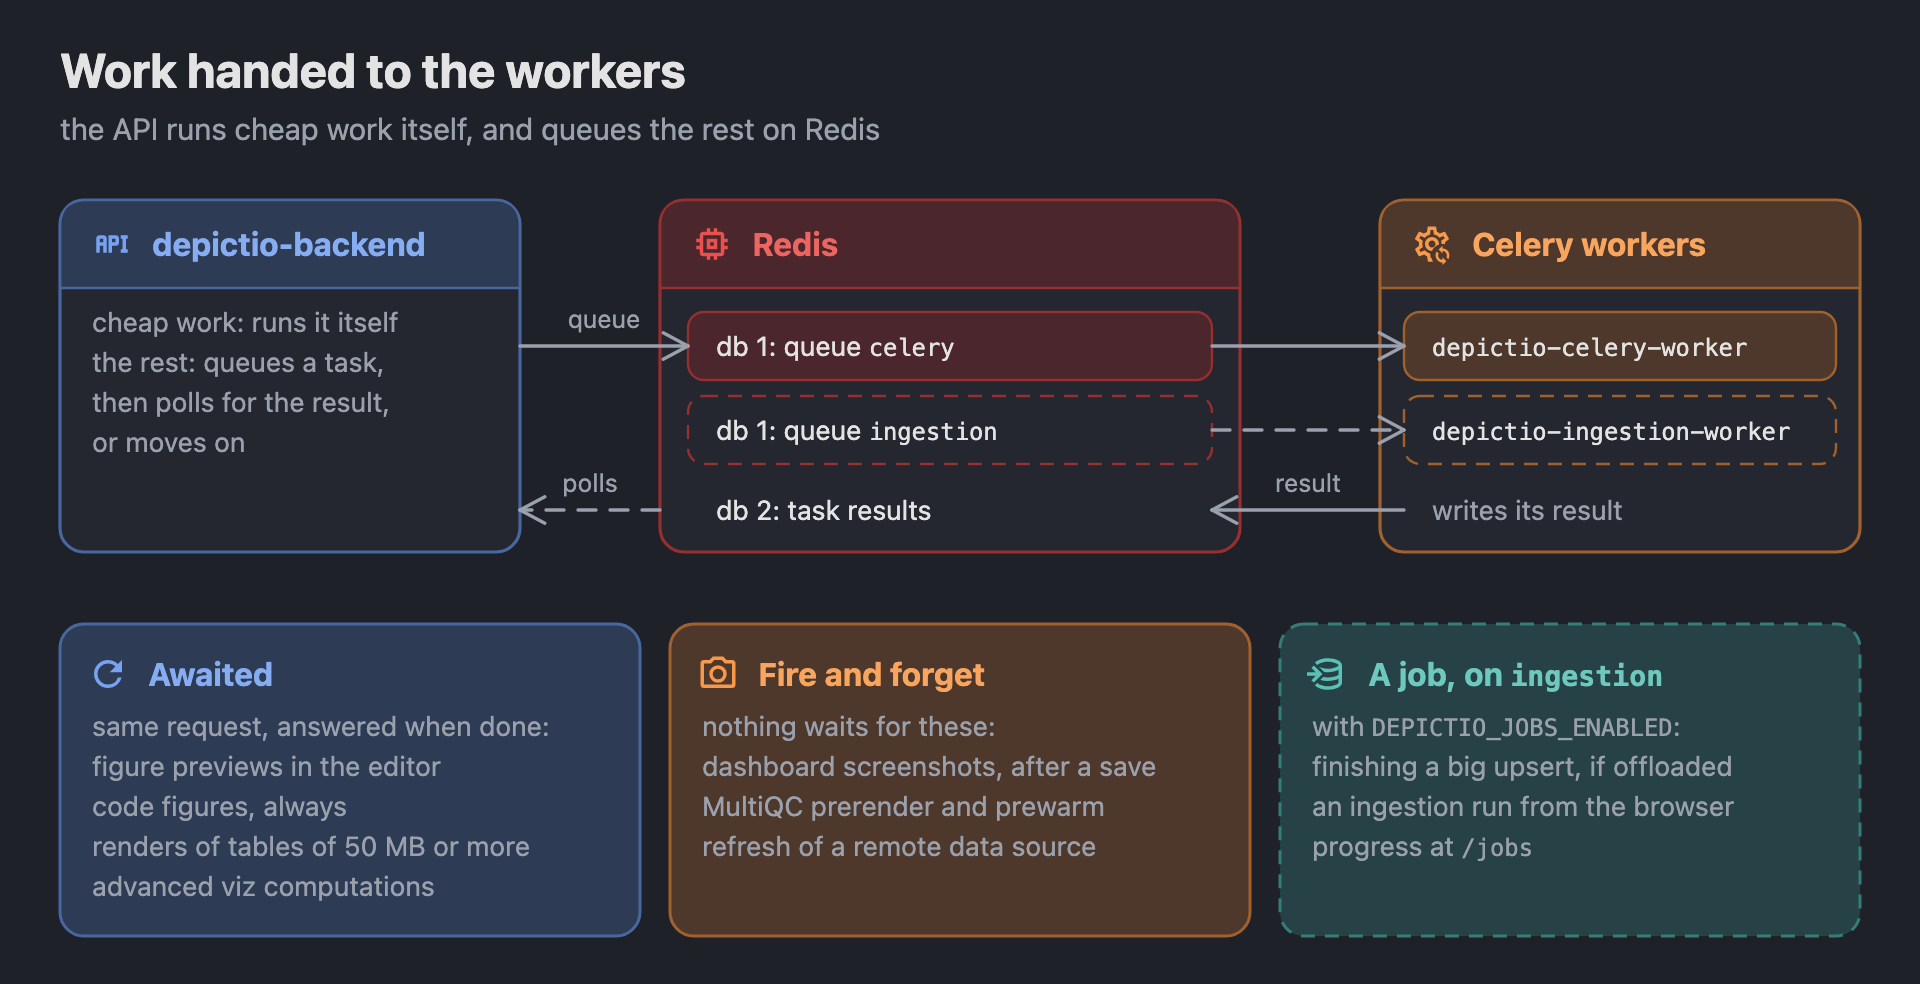 Work handed to the workers
the API runs cheap work itself, and queues the rest on Redis
API depictio-backend
cheap work: runs it itself
the rest: queues a task,
then polls for the result,
or moves on
queue
polls
Redis
db 1: queue celery
db 1: queue ingestion
db 2: task results
result
Celery workers
depictio-celery-worker
depictio-ingestion-worker
writes its result
Awaited
same request, answered when done:
figure previews in the editor
code figures, always
renders of tables of 50 MB or more
advanced viz computations
Fire and forget
nothing waits for these:
dashboard screenshots, after a save
MultiQC prerender and prewarm
refresh of a remote data source
A job, on ingestion
with DEPICTIO_JOBS_ENABLED:
finishing a big upsert, if offloaded
an ingestion run from the browser
progress at /jobs